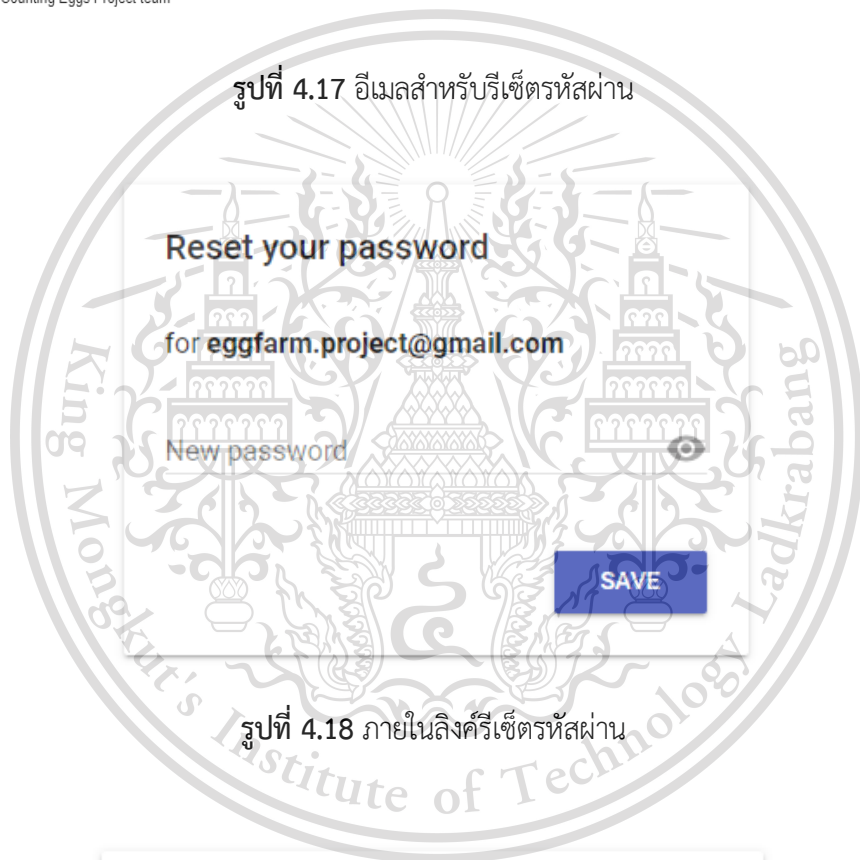 Counting Eggs Project team
รูปที่ 4.17 อีเมลสำหรับรีเซ็ตรหัสผ่าน
Reset your password
for eggfarm.project@gmail.com
New password
SAVE
รูปที่ 4.18 ภายในลิงค์รีเซ็ตรหัสผ่าน
King Mongkut's Institute of Technology Ladkrabang